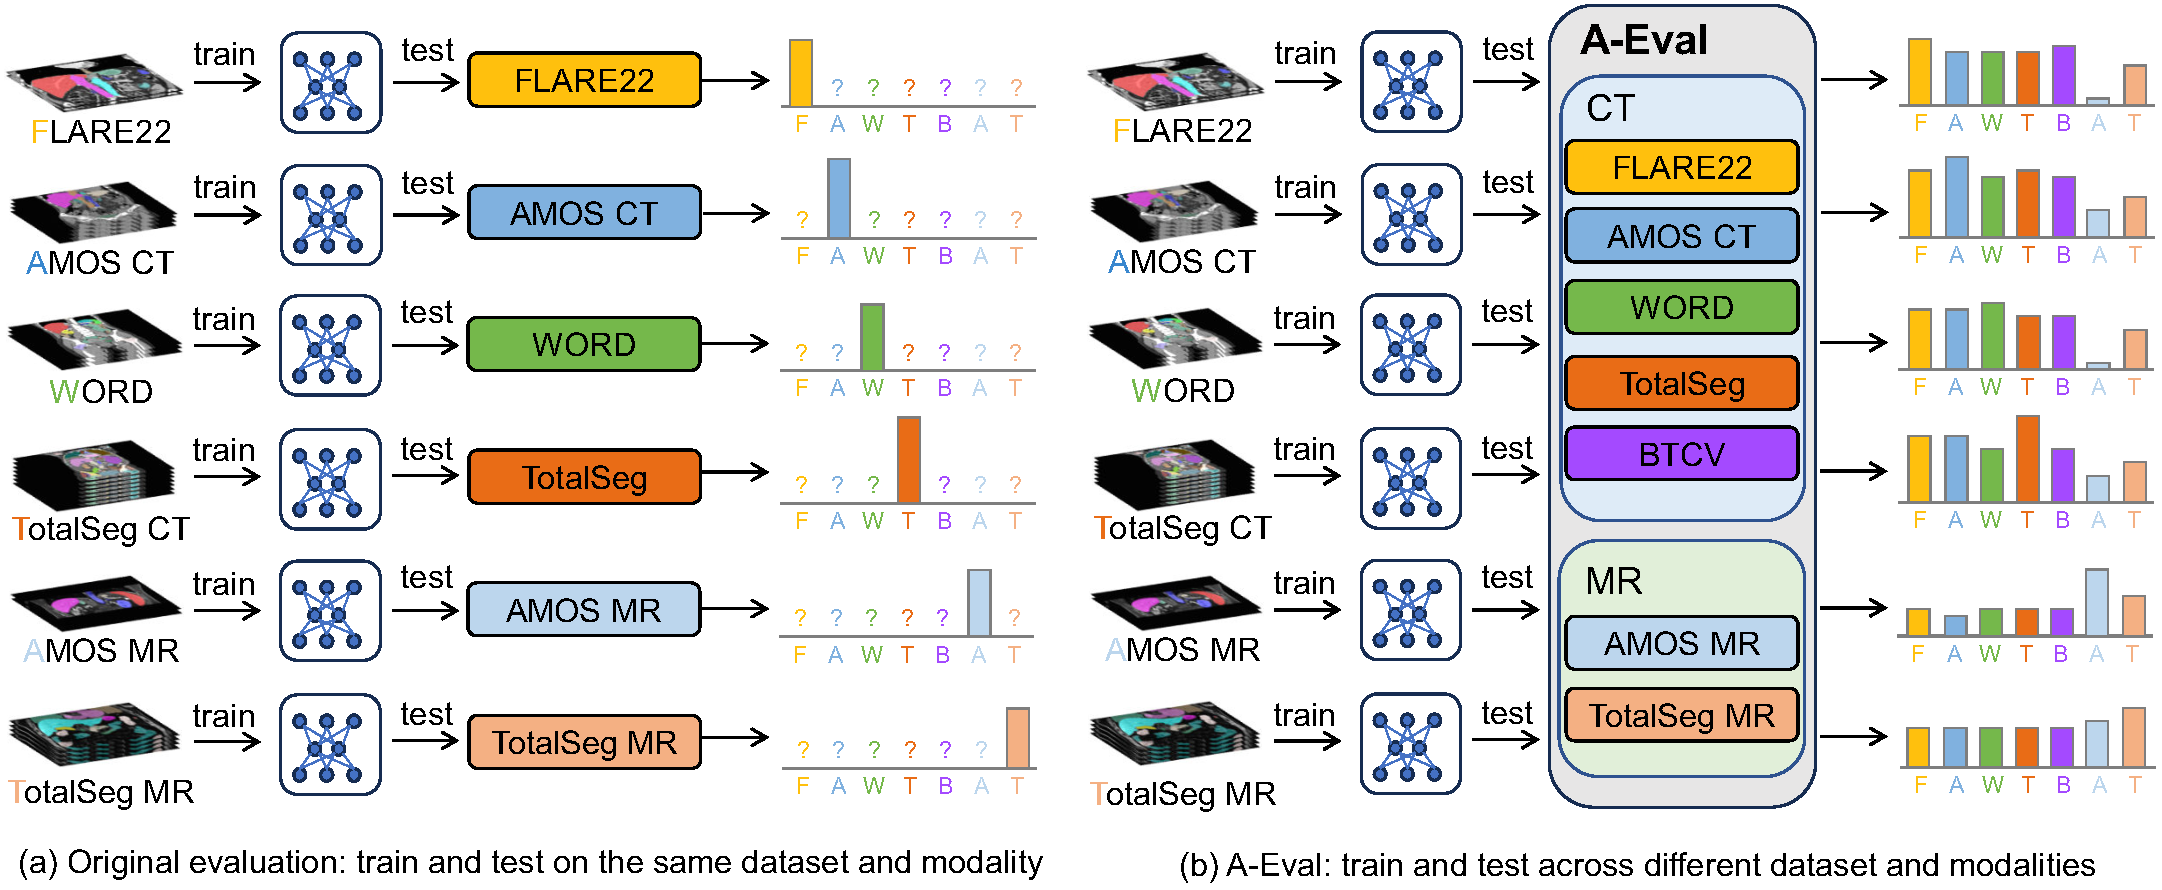 train
test
FLARE22
FLARE22
? ? ? ? ? ?
F A W T B A T
train
test
AMOS CT
AMOS CT
? ? ? ? ? ?
F A W T B A T
train
test
WORD
WORD
? ? ? ? ? ?
F A W T B A T
train
test
TotalSeg
TotalSeg CT
? ? ? ? ? ?
F A W T B A T
train
test
AMOS MR
AMOS MR
? ? ? ? ? ?
F A W T B A T
train
test
TotalSeg MR
TotalSeg MR
? ? ? ? ? ?
F A W T B A T
(a) Original evaluation: train and test on the same dataset and modality
train
test
FLARE22
train
test
AMOS CT
train
test
WORD
train
test
TotalSeg CT
train
test
AMOS MR
train
test
TotalSeg MR
A-Eval
CT
FLARE22
AMOS CT
WORD
TotalSeg
BTCV
MR
AMOS MR
TotalSeg MR
F A W T B A T
F A W T B A T
F A W T B A T
F A W T B A T
F A W T B A T
F A W T B A T
(b) A-Eval: train and test across different dataset and modalities